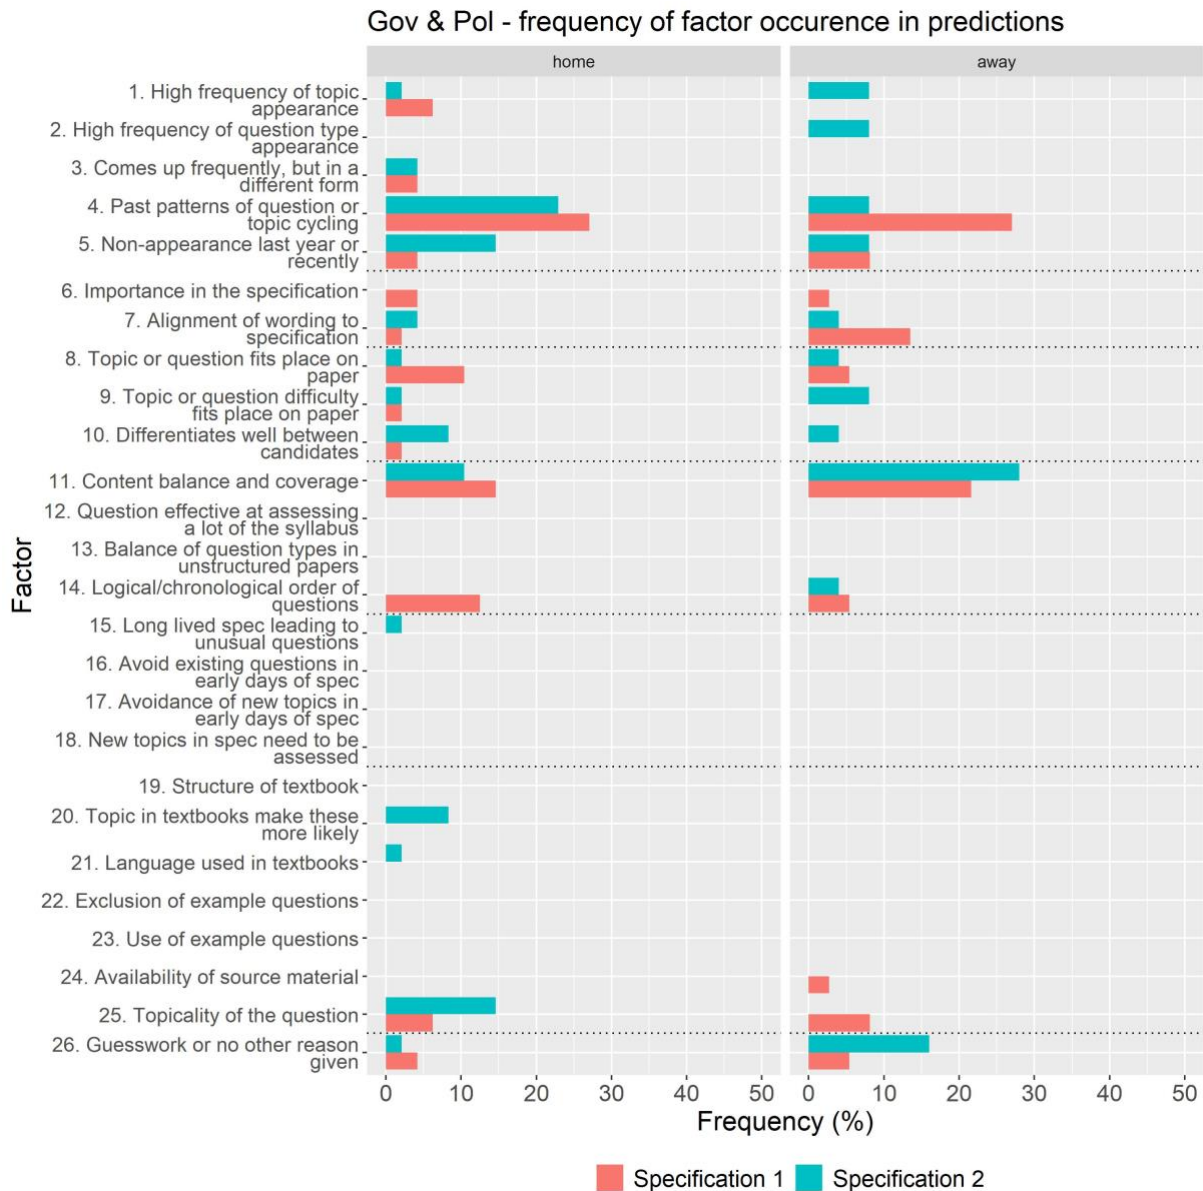 Gov & Pol - frequency of factor occurence in predictions
home
away
Factor
1. High frequency of topic
appearance
2. High frequency of question type
appearance
3. Comes up frequently, but in a
different form
4. Past patterns of question or
topic cycling
5. Non-appearance last year or
recently
6. Importance in the specification
7. Alignment of wording to
specification
8. Topic or question fits place on
paper
9. Topic or question difficulty
fits place on paper
10. Differentiates well between
candidates
11. Content balance and coverage
12. Question effective at assessing
a lot of the syllabus
13. Balance of question types in
unstructured papers
14. Logical/chronological order of
questions
15. Long lived spec leading to
unusual questions
16. Avoid existing questions in
early days of spec
17. Avoidance of new topics in
early days of spec
18. New topics in spec need to be
assessed
19. Structure of textbook
20. Topic in textbooks make these
more likely
21. Language used in textbooks
22. Exclusion of example questions
23. Use of example questions
24. Availability of source material
25. Topicality of the question
26. Guesswork or no other reason
given
0 10 20 30 40 50 0 10 20 30 40 50
Frequency (%)
Specification 1 Specification 2